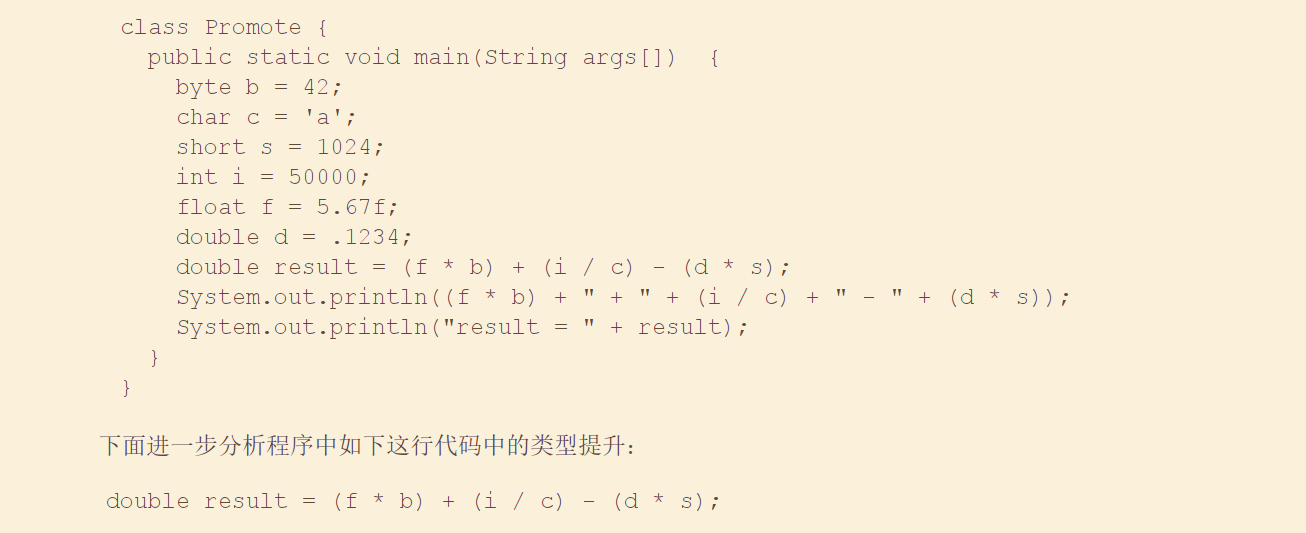 class Promote {
public static void main(String args[])  {
byte b = 42;
char c = 'a';
short s = 1024;
int i = 50000;
float f = 5.67f;
double d = .1234;
double result = (f * b) + (i / c) - (d * s);
System.out.println((f * b) + " + " + (i / c) + " - " + (d * s));
System.out.println("result = " + result);
}
}
下面进一步分析程序中如下这行代码中的类型提升：
double result = (f * b) + (i / c) - (d * s);